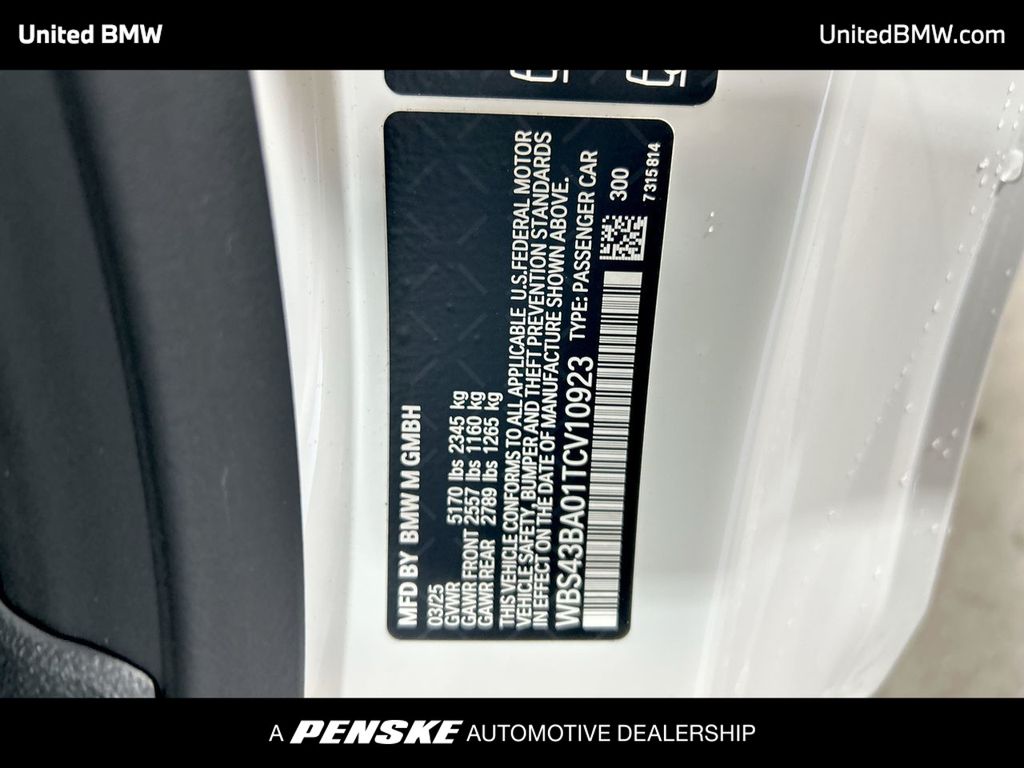 United BMW
UnitedBMW.com
MFD BY BMW M GMBH
03/25
GVWR 5170 lbs 2345 kg
GAWR FRONT 2557 lbs 1160 kg
GAWR REAR 2789 lbs 1265 kg
THIS VEHICLE CONFORMS TO ALL APPLICABLE U.S.FEDERAL MOTOR
VEHICLE SAFETY, BUMPER AND THEFT PREVENTION STANDARDS
IN EFFECT ON THE DATE OF MANUFACTURE SHOWN ABOVE.
WBS43BA01TCV10923 TYPE: PASSENGER CAR
300
7315814
A PENSKE AUTOMOTIVE DEALERSHIP